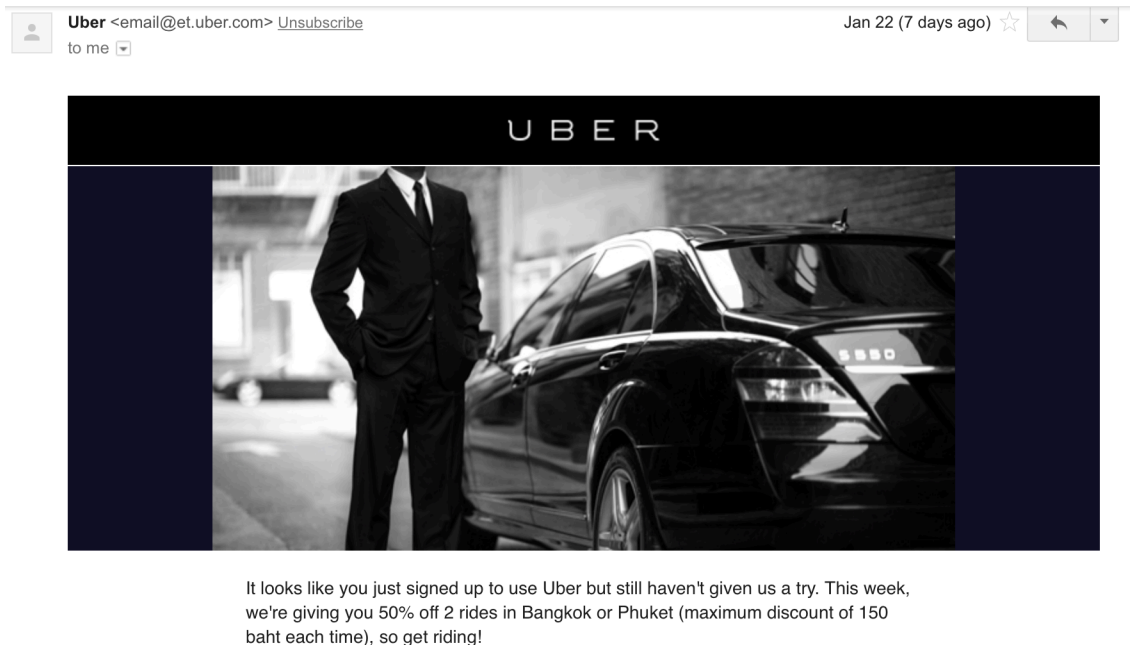 Uber <email@et.uber.com> Unsubscribe
Jan 22 (7 days ago)
to me
UBER
S550
It looks like you just signed up to use Uber but still haven't given us a try. This week,
we're giving you 50% off 2 rides in Bangkok or Phuket (maximum discount of 150
baht each time), so get riding!